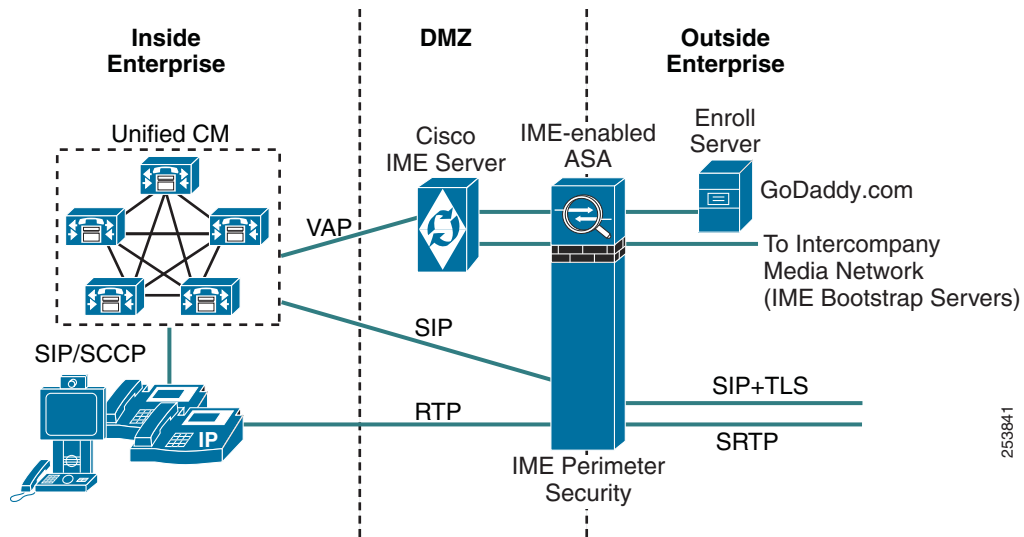 Inside
Enterprise
DMZ
Outside
Enterprise
Unified CM
Cisco
IME Server
IME-enabled
ASA
Enroll
Server
GoDaddy.com
VAP
To Intercompany
Media Network
(IME Bootstrap Servers)
SIP
SIP/SCCP
IP
RTP
SIP+TLS
SRTP
IME Perimeter
Security
253841